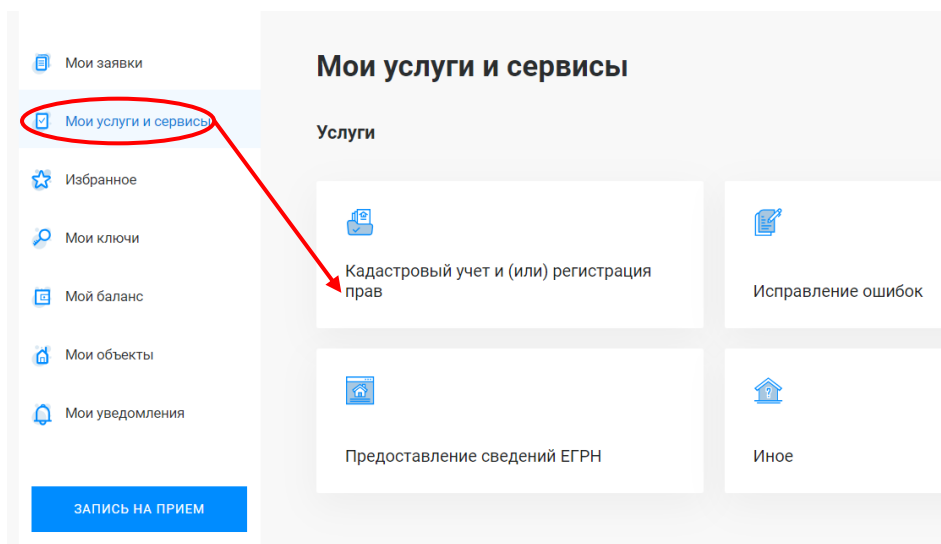 Мои заявки
Мои услуги и сервисы
Избранное
Мои ключи
Мой баланс
Мои объекты
Мои уведомления
ЗАПИСЬ НА ПРИЕМ
Мои услуги и сервисы
Услуги
Кадастровый учет и (или) регистрация
прав
Исправление ошибок
Предоставление сведений ЕГРН
Иное